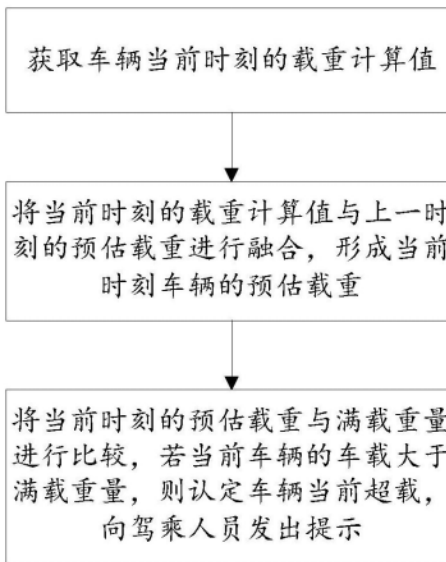 获取车辆当前时刻的载重计算值
将当前时刻的载重计算值与上一时
刻的预估载重进行融合，形成当前
时刻车辆的预估载重
将当前时刻的预估载重与满载重量
进行比较，若当前车辆的车载大于
满载重量，则认定车辆当前超载，
向驾乘人员发出提示